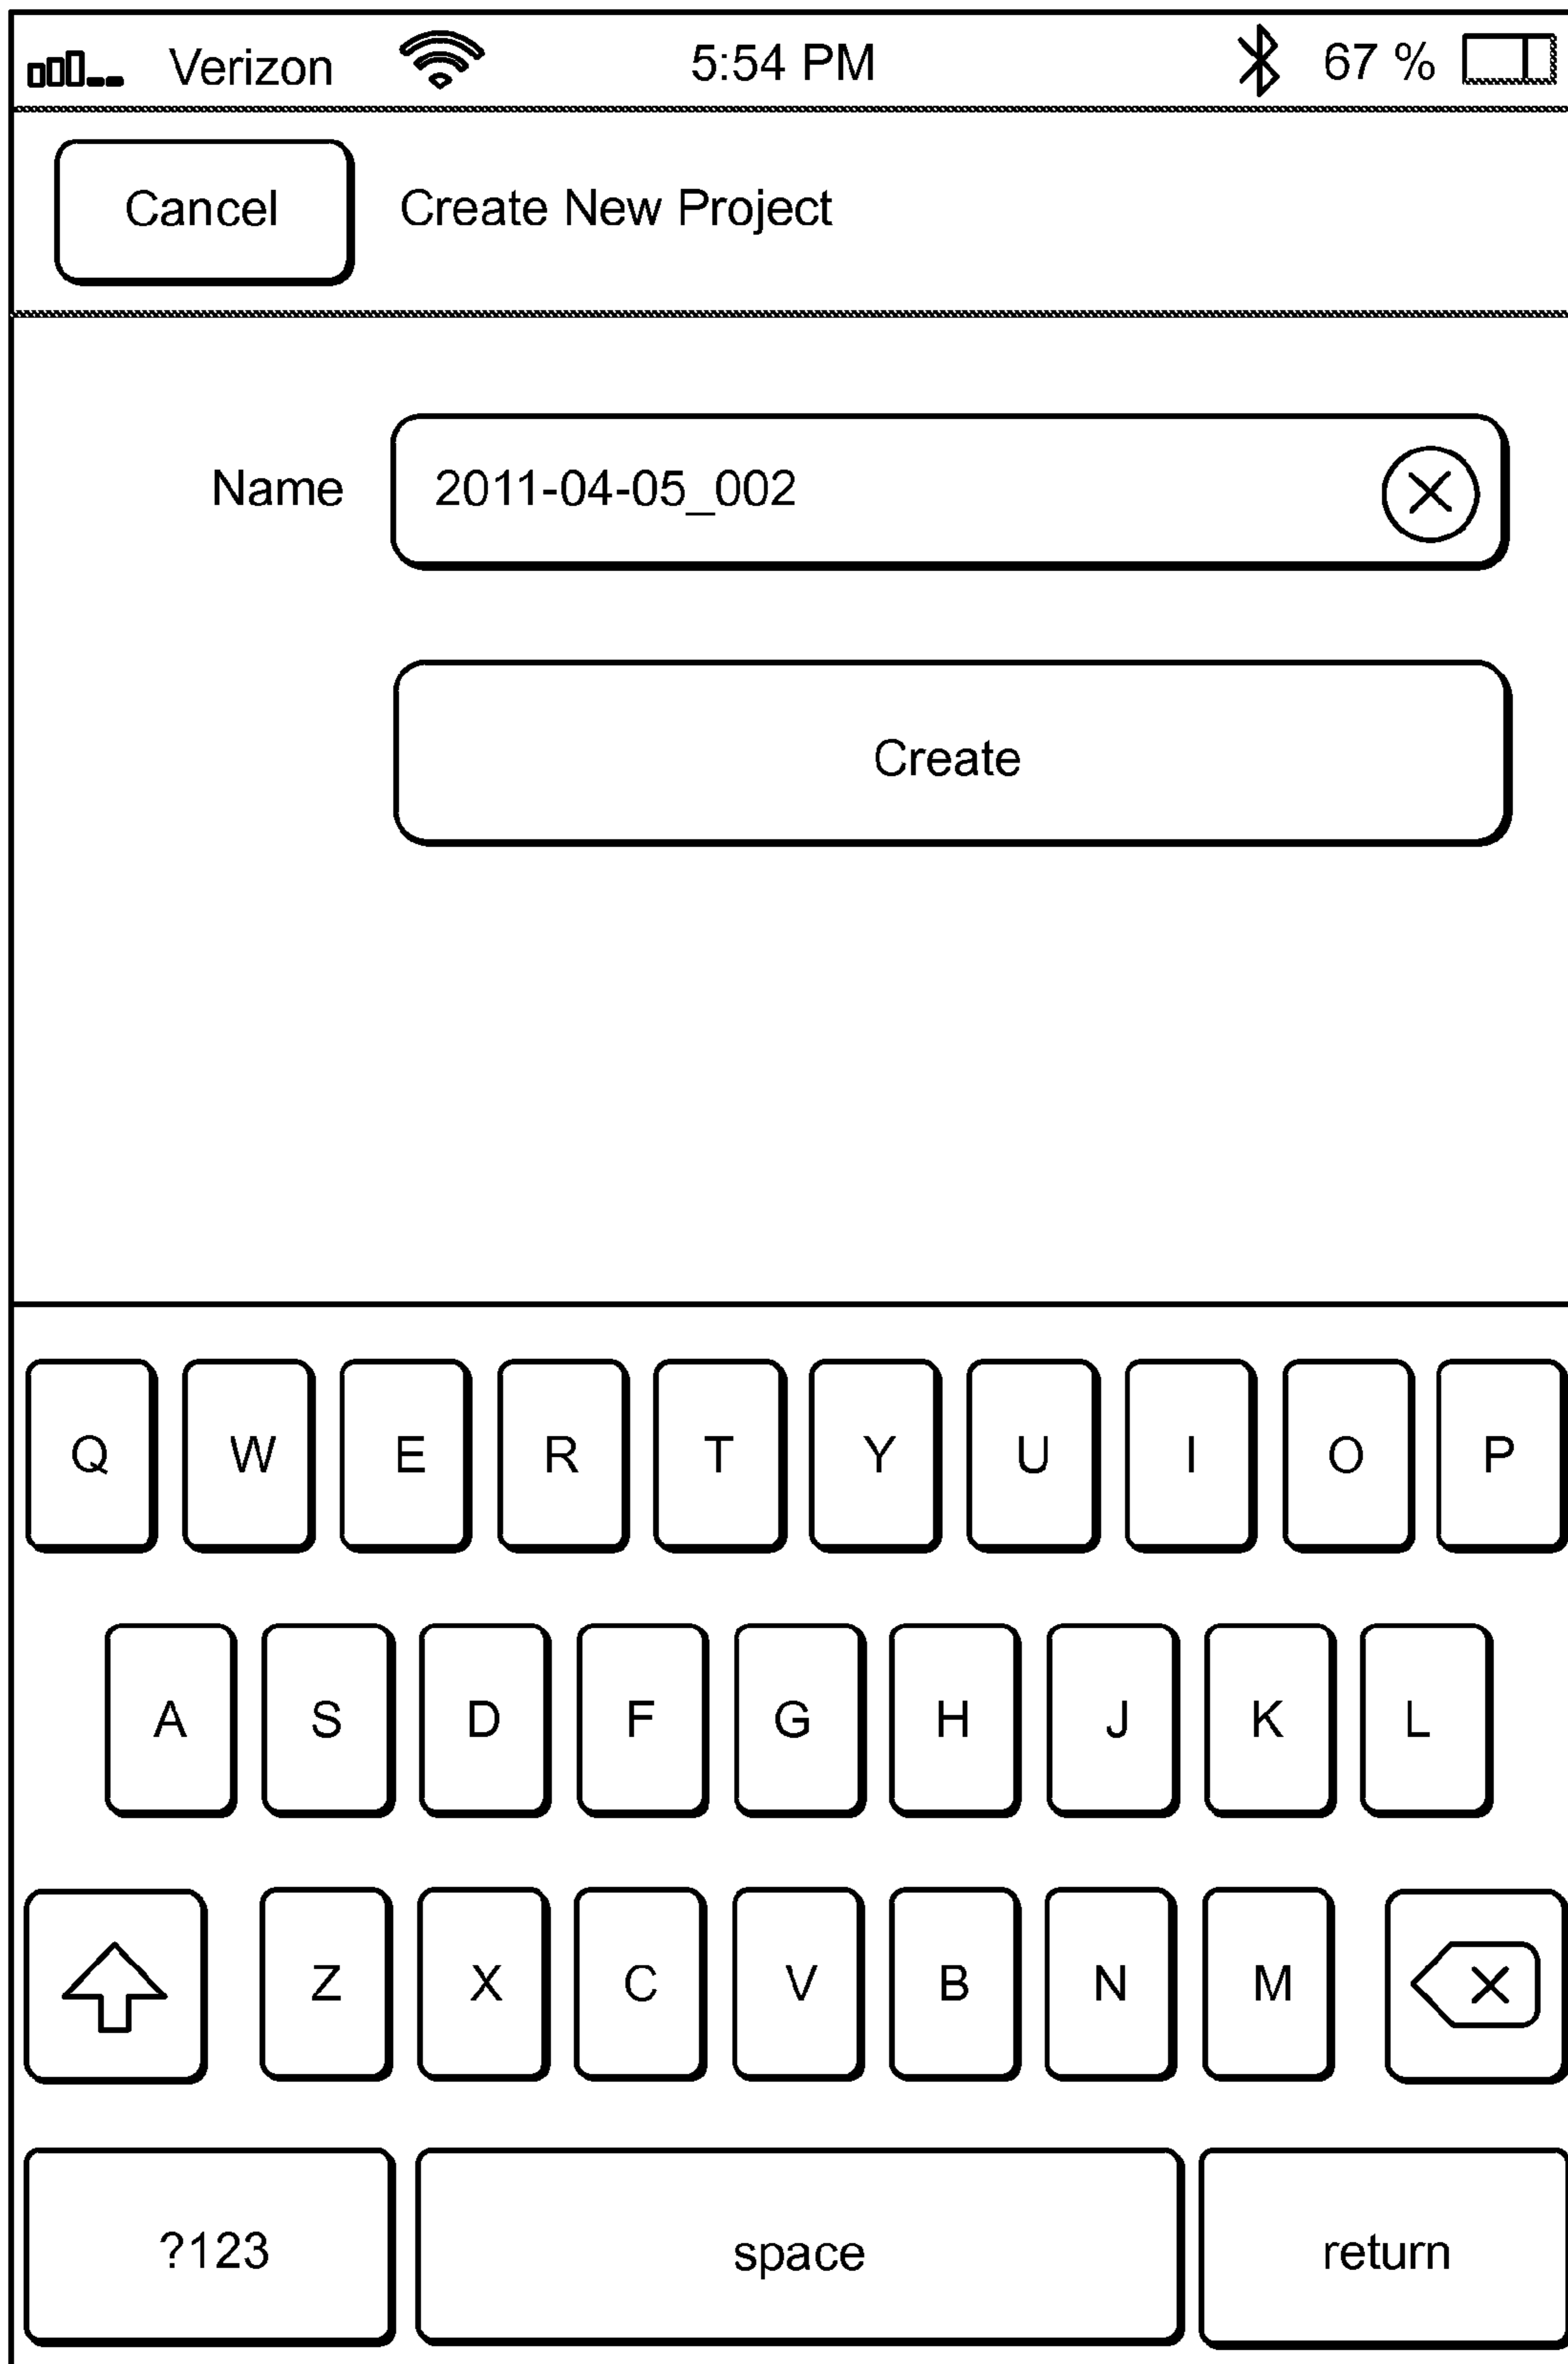 Verizon 5:54 PM 67 %
Cancel Create New Project
Name 2011-04-05_002
Create
Q W E R T Y U I O P
A S D F G H J K L
Z X C V B N M
?123 space return